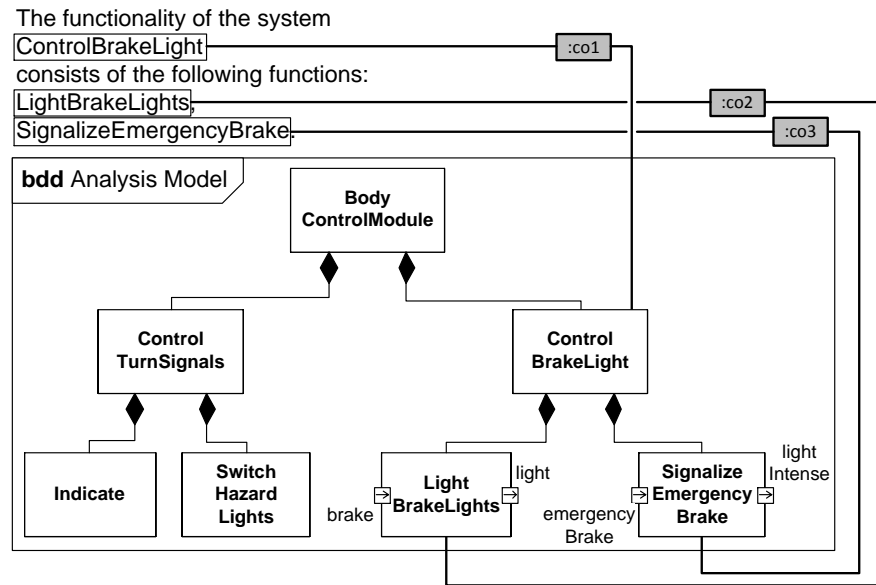 The functionality of the system
ControlBrakeLight
:co1
consists of the following functions:
LightBrakeLights,
:co2
SignalizeEmergencyBrake.
:co3
bdd Analysis Model
Body
ControlModule
Control
TurnSignals
Control
BrakeLight
Indicate
Switch
Hazard
Lights
brake
Light
BrakeLights
light
emergency
Brake
Signalize
Emergency
Brake
light
Intense